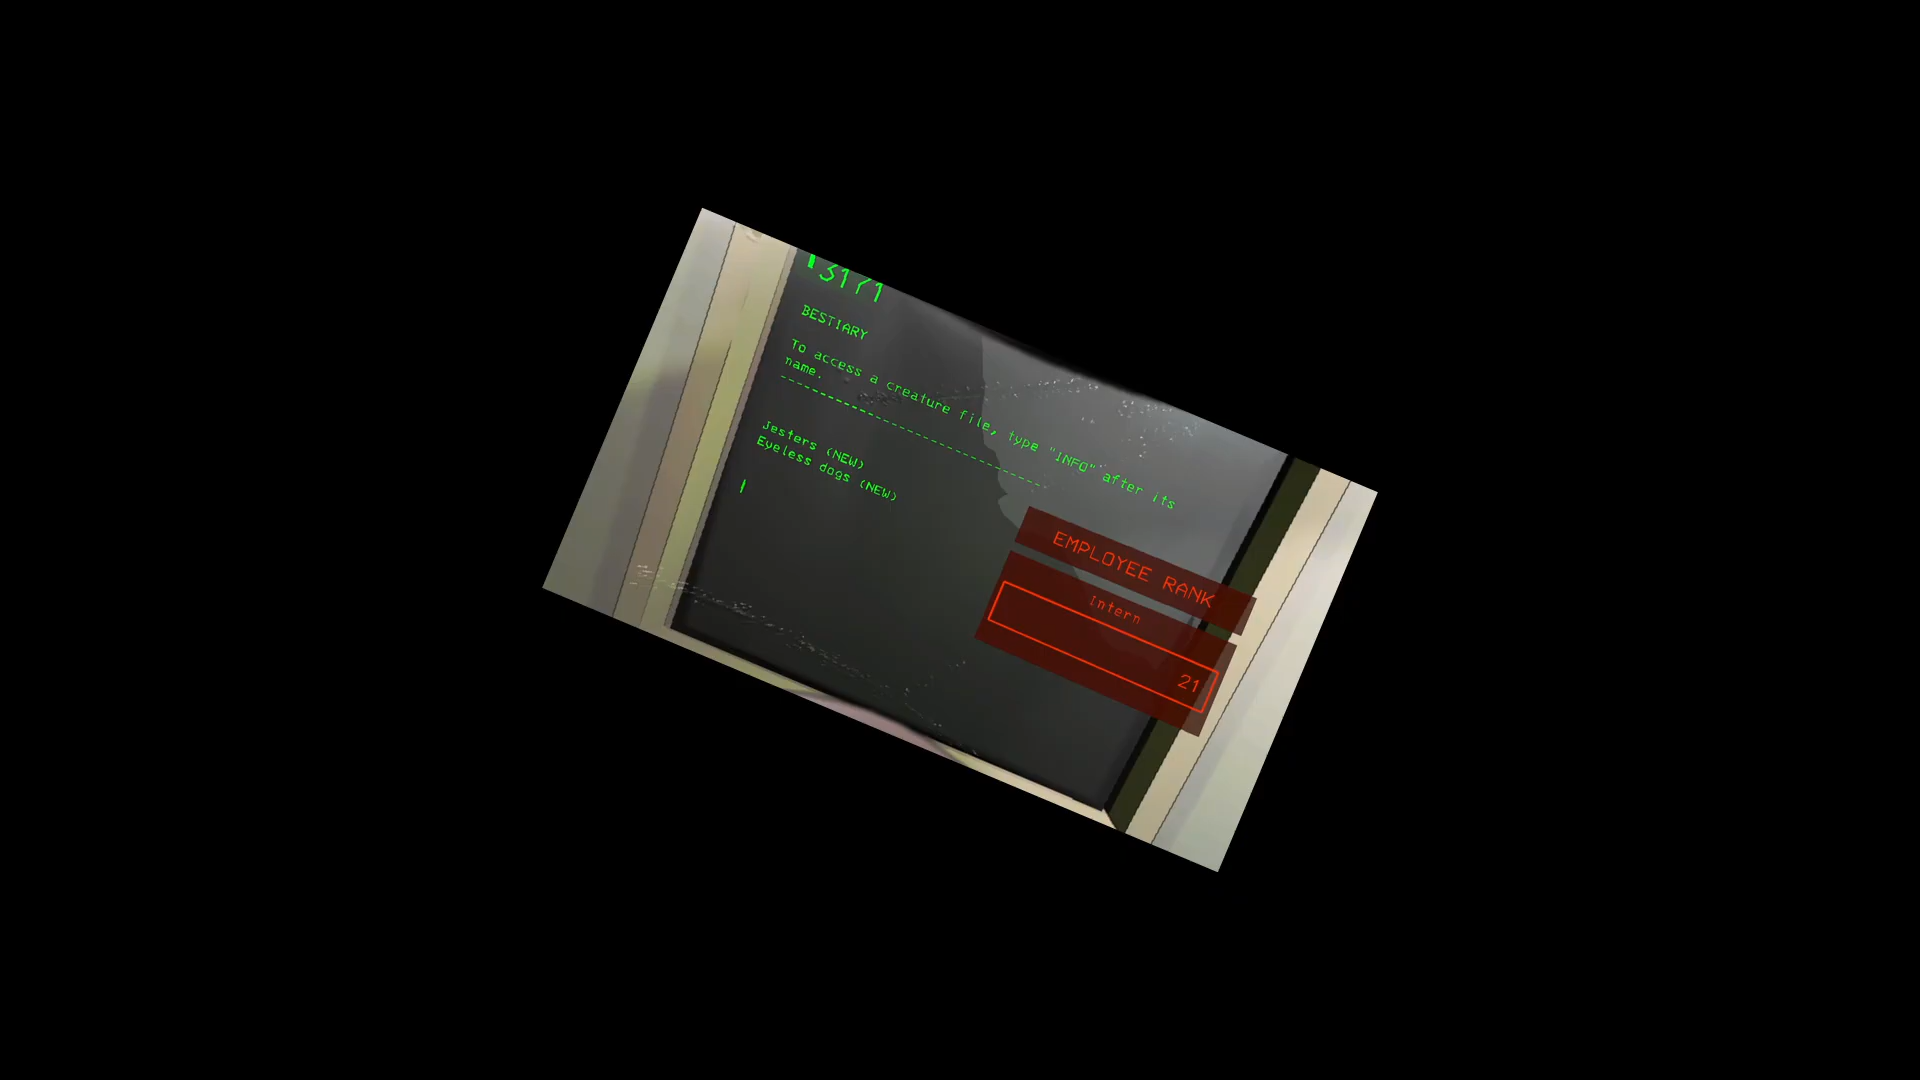 BESTIARY
To access a creature file, type "INFO" after its
name.
Jesters (NEW)
Eyeless dogs (NEW)
EMPLOYEE RANK
Intern
21